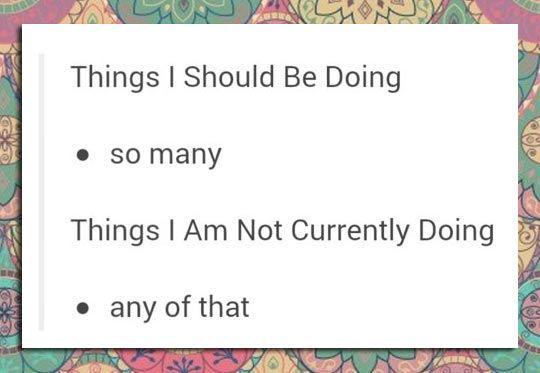 Things I Should Be Doing
• so many
Things I Am Not Currently Doing
• any of that